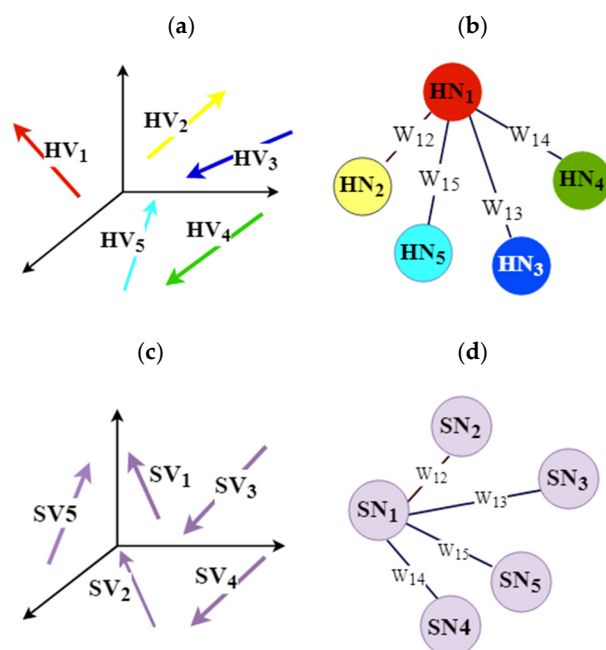 (a)
HV1
HV2
HV3
HV4
HV5
(b)
HN1
W12
W14
W15
W13
HN2
HN4
HN5
HN3
(c)
SV1
SV3
SV5
SV2
SV4
(d)
SN2
W12
SN3
SN1
W13
W15
W14
SN5
SN4